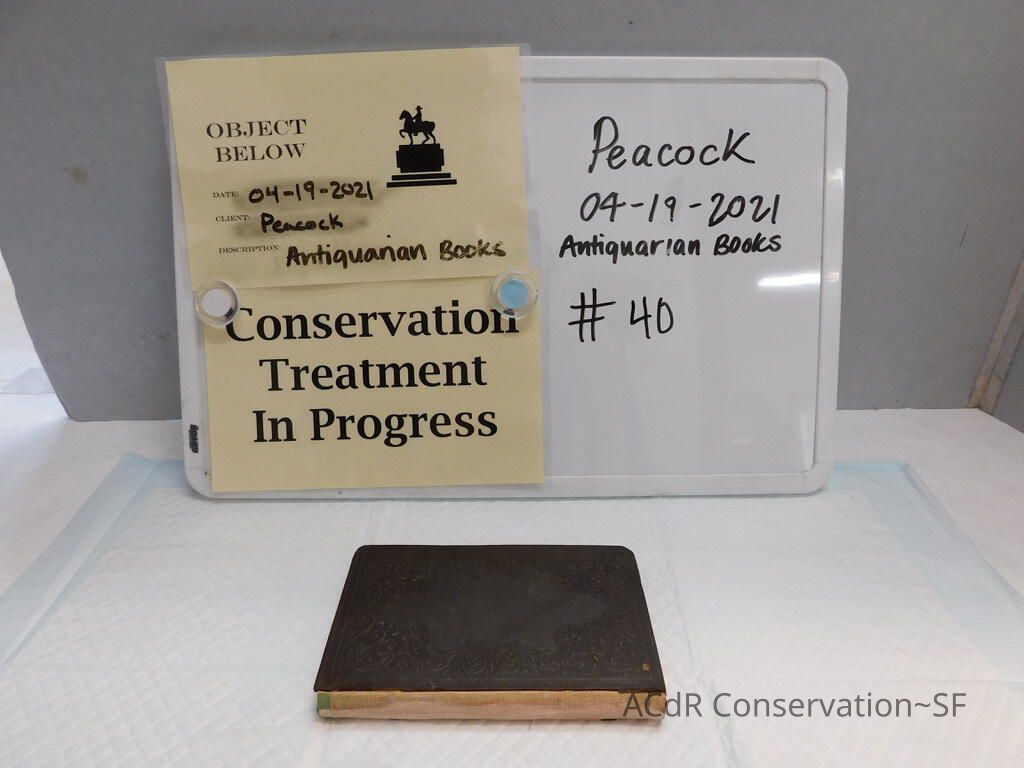 OBJECT
BELOW
DATE: 04-19-2021
CLIENT: Peacock
DESCRIPTION: Antiquarian Books
Conservation
Treatment
In Progress
Peacock
04-19-2021
Antiquarian Books
# 40
ACdR Conservation~SF